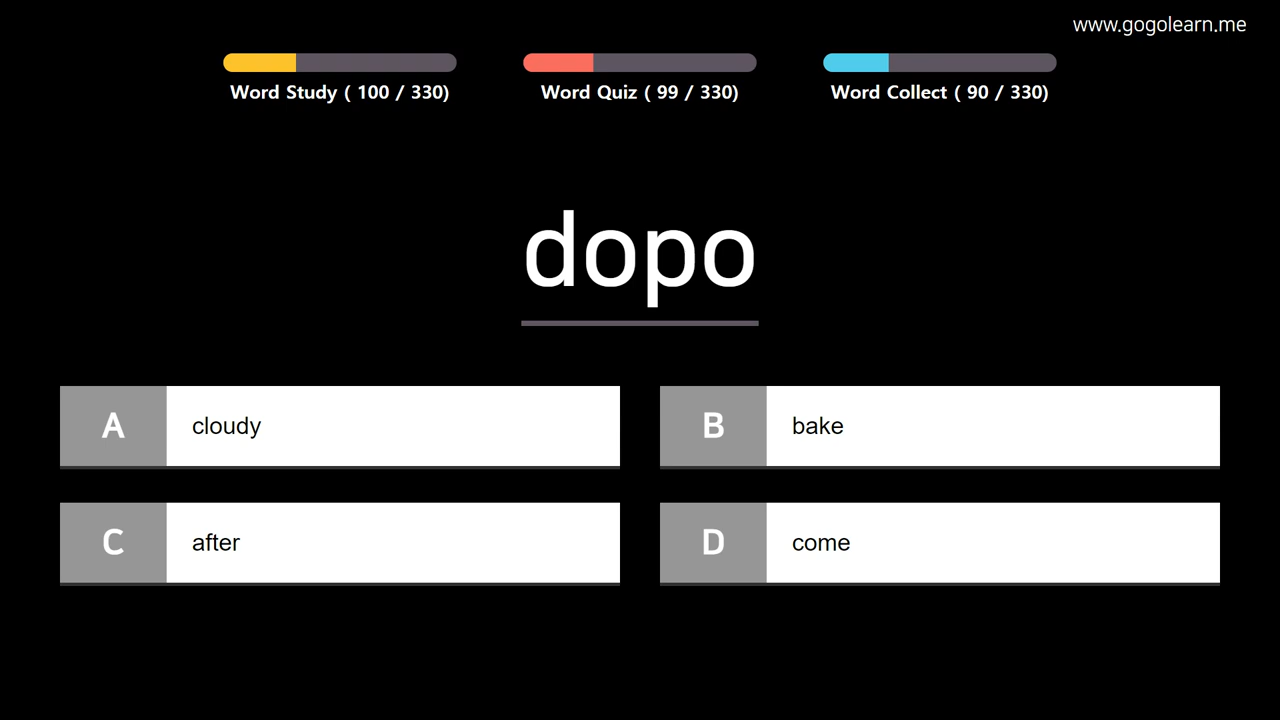 www.gogolearn.me
Word Study ( 100 / 330)
Word Quiz ( 99 / 330)
Word Collect ( 90 / 330)
dopo
A cloudy
B bake
C after
D come